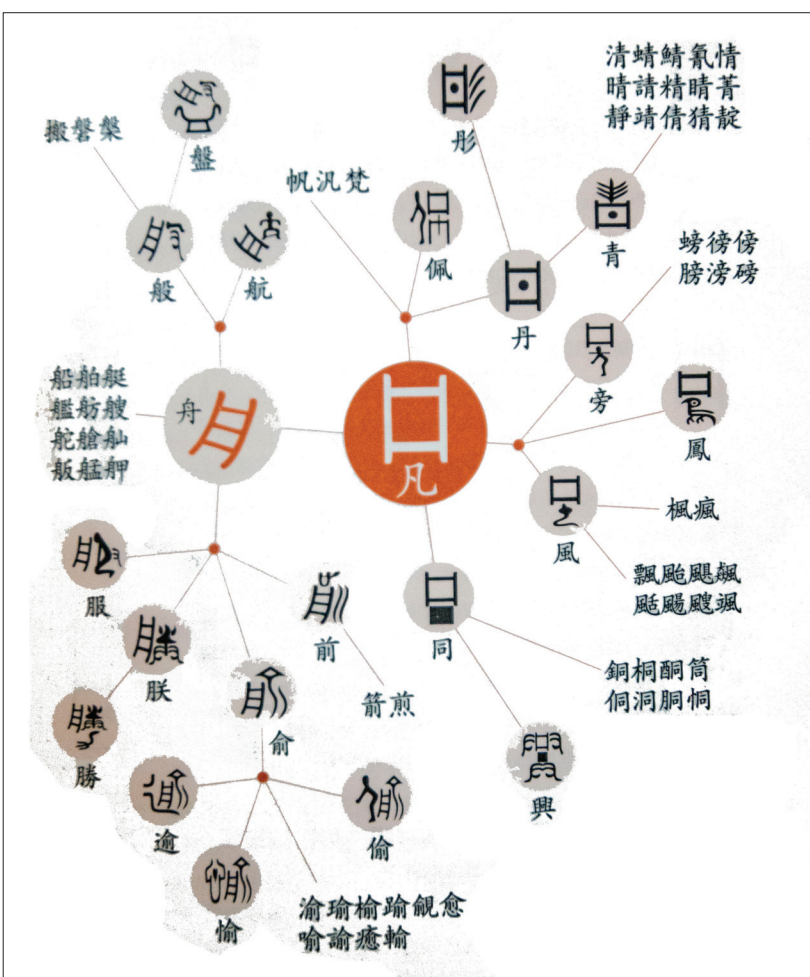 清蜻鯖氰情
晴請精睛菁
靜靖倩猜靛
彤
搬磐槃
盤
帆汎梵
佩
青
般
航
丹
螃徬傍
膀滂磅
旁
船舶艇
艦舫艘
舵艙舢
舨艋舺
舟
凡
鳳
風
楓瘋
飄颱颶飆
颳颺颼颯
服
朕
勝
前
箭煎
俞
同
銅桐酮筒
侗洞胴恫
興
逾
愉
偷
渝瑜榆踰覦愈
喻諭癒輸